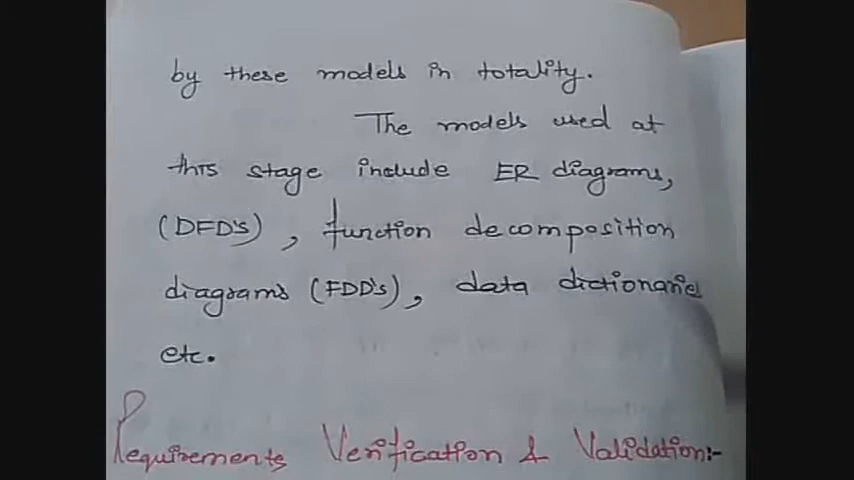 by these models in totality.
The models used at
this stage include ER diagrams,
(DFD's), function decomposition
diagrams (FDD's), data dictionarie
etc.
Requirements Verification & Validation:-